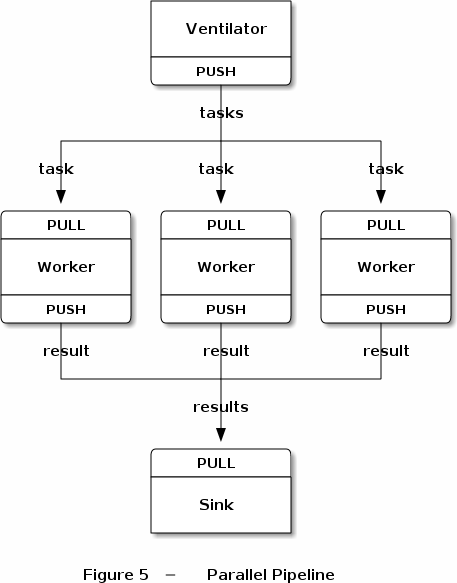 Ventilator
PUSH
tasks
task task task
PULL PULL PULL
Worker Worker Worker
PUSH PUSH PUSH
result result result
results
PULL
Sink
Figure 5 – Parallel Pipeline